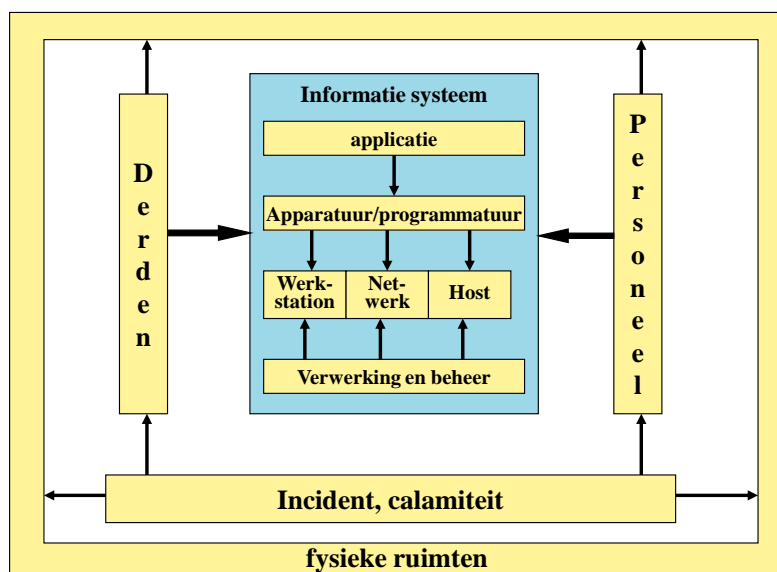 Informatie systeem
applicatie
Apparatuur/programmatuur
Werk-
station
Net-
werk
Host
Verwerking en beheer
Derden
Personeel
Incident, calamiteit
fysieke ruimten